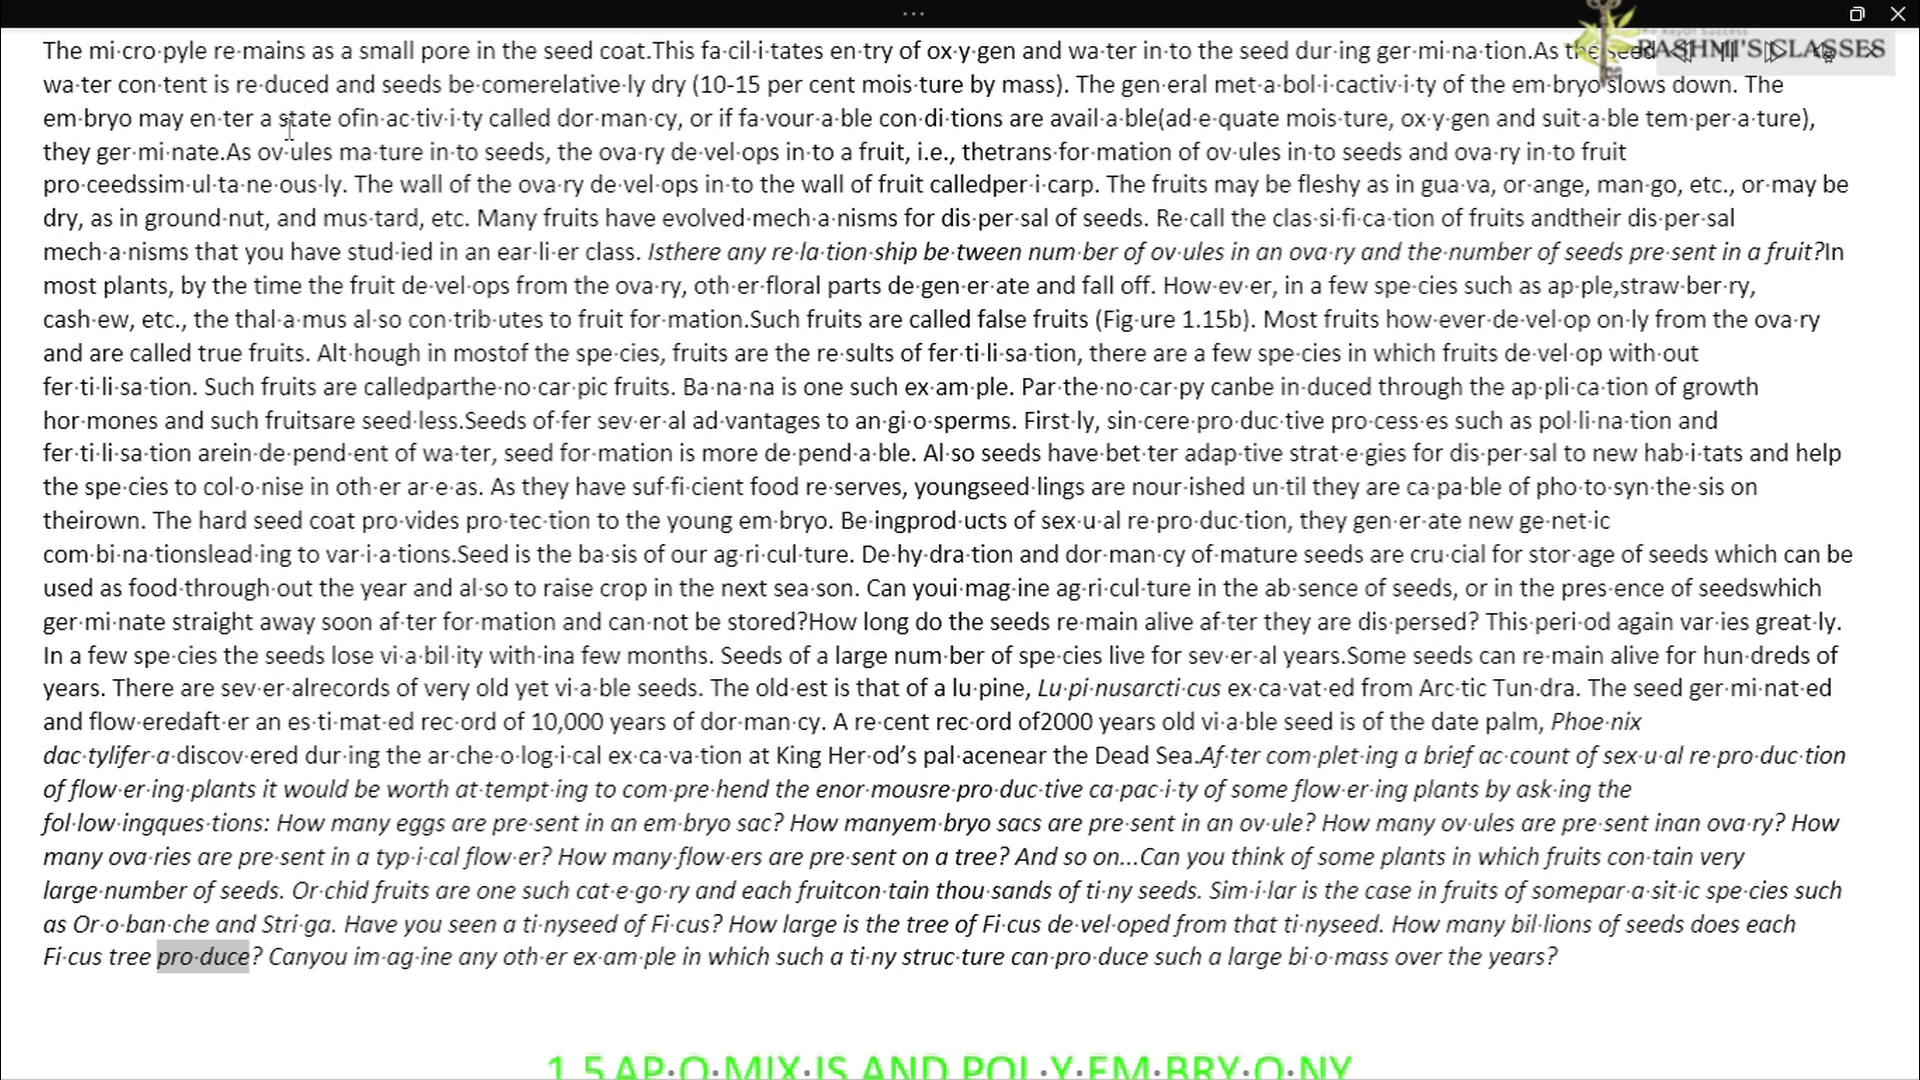 The mi·cro·pyle re·mains as a small pore in the seed coat.This fa·cil·i·tates en·try of ox·y·gen and wa·ter in·to the seed dur·ing ger·mi·na·tion.As the seed
RASHMI'S CLASSES
wa·ter con·tent is re·duced and seeds be·comerelative·ly dry (10-15 per cent mois·ture by mass). The gen·eral met·a·bol·i·cactiv·i·ty of the em·bryo slows down. The
em·bryo may en·ter a state ofin·ac·tiv·i·ty called dor·man·cy, or if fa·vour·a·ble con·di·tions are avail·a·ble(ad·e·quate mois·ture, ox·y·gen and suit·a·ble tem·per·a·ture),
they ger·mi·nate.As ov·ules ma·ture in·to seeds, the ova·ry de·vel·ops in·to a fruit, i.e., thetrans·for·mation of ov·ules in·to seeds and ova·ry in·to fruit
pro·ceedssim·ul·ta·ne·ous·ly. The wall of the ova·ry de·vel·ops in·to the wall of fruit calledper·i·carp. The fruits may be fleshy as in gua·va, or·ange, man·go, etc., or·may be
dry, as in ground·nut, and mus·tard, etc. Many fruits have evolved·mech·a·nisms for dis·per·sal of seeds. Re·call the clas·si·fi·ca·tion of fruits andtheir dis·per·sal
mech·a·nisms that you have stud·ied in an ear·li·er class. Isthere any re·la·tion·ship be·tween num·ber of ov·ules in an ova·ry and the·number of seeds pre·sent in a fruit?In
most plants, by the time the fruit de·vel·ops from the ova·ry, oth·er·floral parts de·gen·er·ate and fall off. How·ev·er, in a few spe·cies such as ap·ple,straw·ber·ry,
cash·ew, etc., the thal·a·mus al·so con·trib·utes to fruit for·mation.Such fruits are called false fruits (Fig·ure 1.15b). Most fruits how·ever·de·vel·op on·ly from the ova·ry
and are called true fruits. Alt·hough in mostof the spe·cies, fruits are the re·sults of fer·ti·li·sa·tion, there are a few spe·cies in which fruits de·vel·op with·out
fer·ti·li·sa·tion. Such fruits are calledparthe·no·car·pic fruits. Ba·na·na is one such ex·am·ple. Par·the·no·car·py canbe in·duced through the ap·pli·ca·tion of growth
hor·mones and such fruitsare seed·less.Seeds of·fer sev·er·al ad·vantages to an·gi·o·sperms. First·ly, sin·cere·pro·duc·tive pro·cess·es such as pol·li·na·tion and
fer·ti·li·sa·tion arein·de·pend·ent of wa·ter, seed for·mation is more de·pend·a·ble. Al·so seeds have·bet·ter adap·tive strat·e·gies for dis·per·sal to new hab·i·tats and help
the spe·cies to col·o·nise in oth·er ar·e·as. As they have suf·fi·cient food re·serves, youngseed·lings are nour·ished un·til they are ca·pa·ble of pho·to·syn·the·sis on
theirown. The hard seed coat pro·vides pro·tec·tion to the young em·bryo. Be·ingprod·ucts of sex·u·al re·pro·duc·tion, they gen·er·ate new ge·net·ic
com·bi·na·tionslead·ing to var·i·a·tions.Seed is the ba·sis of our ag·ri·cul·ture. De·hy·dra·tion and dor·man·cy of·mature seeds are cru·cial for stor·age of seeds which can be
used as food·through·out the year and al·so to raise crop in the next sea·son. Can youi·mag·ine ag·ri·cul·ture in the ab·sence of seeds, or in the pres·ence of seedswhich
ger·mi·nate straight away soon af·ter for·mation and can·not be stored?How long do the seeds re·main alive af·ter they are dis·persed? This·peri·od again var·ies great·ly.
In a few spe·cies the seeds lose vi·a·bil·ity with·ina few months. Seeds of a large num·ber of spe·cies live for sev·er·al years.Some seeds can re·main alive for hun·dreds of
years. There are sev·er·alrecords of very old yet vi·a·ble seeds. The old·est is that of a lu·pine, Lu·pi·nusarcti·cus ex·ca·vat·ed from Arc·tic Tun·dra. The seed ger·mi·nat·ed
and flow·eredaft·er an es·ti·mat·ed rec·ord of 10,000 years of dor·man·cy. A re·cent rec·ord of2000 years old vi·a·ble seed is of the date palm, Phoe·nix
dac·tylifer·a·discov·ered dur·ing the ar·che·o·log·i·cal ex·ca·va·tion at King Her·od's pal·acenear the Dead Sea.Af·ter com·plet·ing a brief ac·count of sex·u·al re·pro·duc·tion
of flow·er·ing·plants it would be worth at·tempt·ing to com·pre·hend the enor·mousre·pro·duc·tive ca·pac·i·ty of some flow·er·ing plants by ask·ing the
fol·low·ingques·tions: How many eggs are pre·sent in an em·bryo sac? How manyem·bryo sacs are pre·sent in an ov·ule? How many ov·ules are pre·sent inan ova·ry? How
many ova·ries are pre·sent in a typ·i·cal flow·er? How many·flow·ers are pre·sent on a tree? And so on...Can you think of some plants in which fruits con·tain very
large·number of seeds. Or·chid fruits are one such cat·e·go·ry and each fruitcon·tain thou·sands of ti·ny seeds. Sim·i·lar is the case in fruits of somepar·a·sit·ic spe·cies such
as Or·o·ban·che and Stri·ga. Have you seen a ti·nyseed of Fi·cus? How large is the tree of Fi·cus de·vel·oped from that ti·nyseed. How many bil·lions of seeds does each
Fi·cus tree pro·duce? Canyou im·ag·ine any oth·er ex·am·ple in which such a ti·ny struc·ture can·pro·duce such a large bi·o·mass over the years?
1.5 AP·O·MIX·IS AND POL·Y·EM·BRY·O·NY